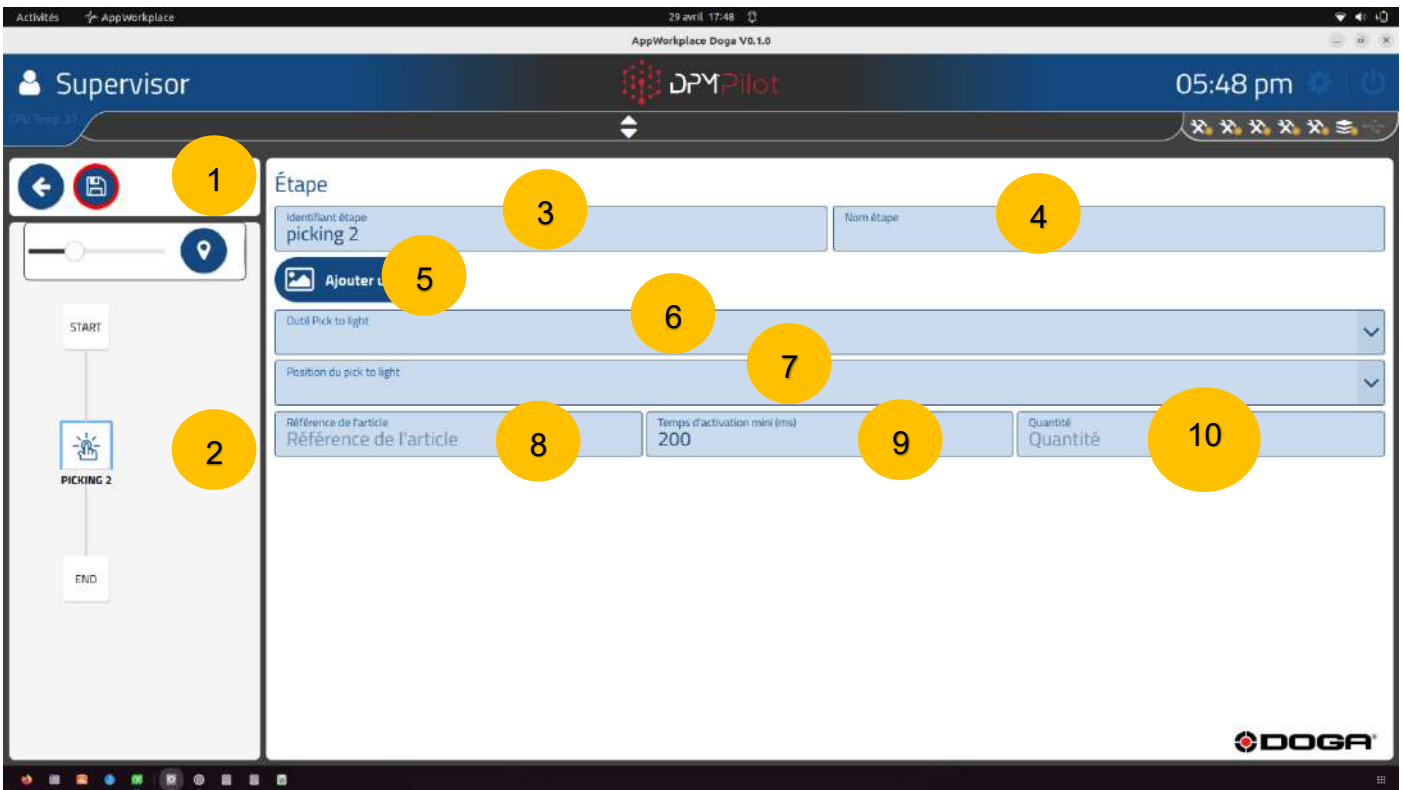 Activités AppWorkplace 29 avril 17:48
AppWorkplace Doga V0.1.0
Supervisor DPMPilot 05:48 pm
CPU Temp: 37
1
Étape
Identifiant étape
picking 2
3
Nom étape
4
Ajouter u
5
Outil Pick to light
6
Position du pick to light
7
Référence de l'article
Référence de l'article
8
Temps d'activation mini (ms)
200
9
Quantité
Quantité
10
START
PICKING 2
2
END
DOGA